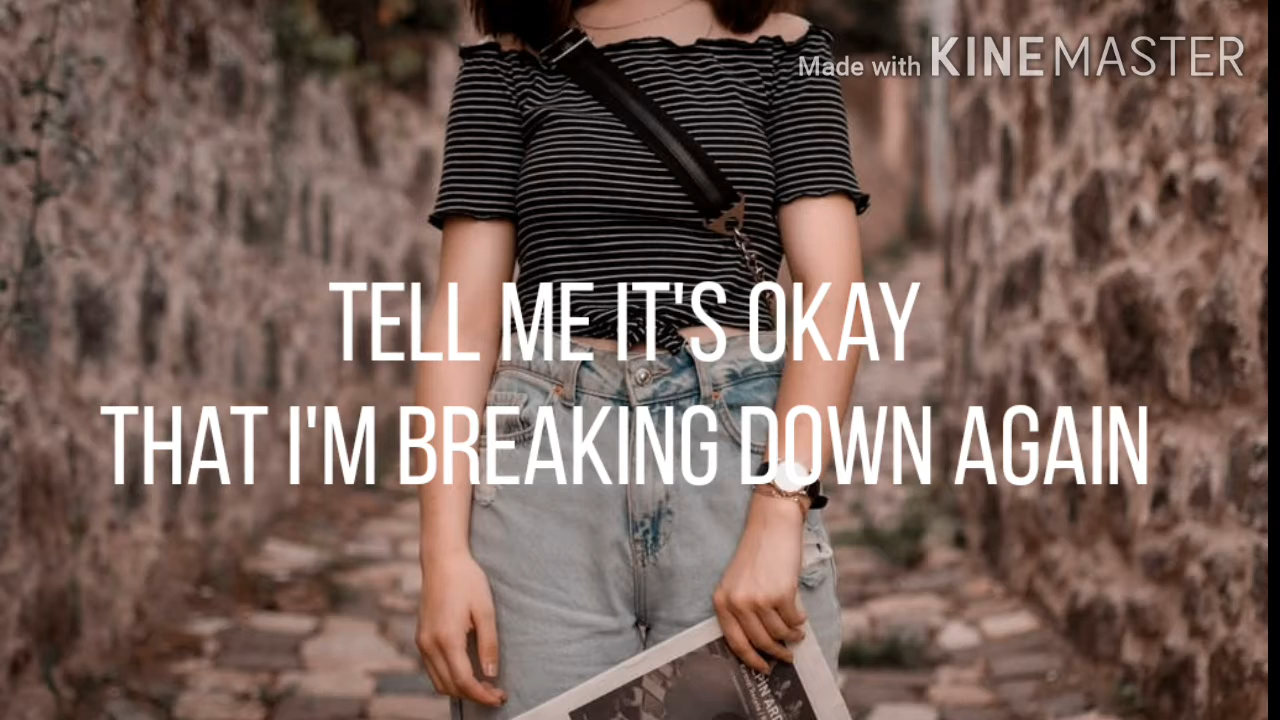 Made with KINEMASTER
TELL ME IT'S OKAY
THAT I'M BREAKING DOWN AGAIN